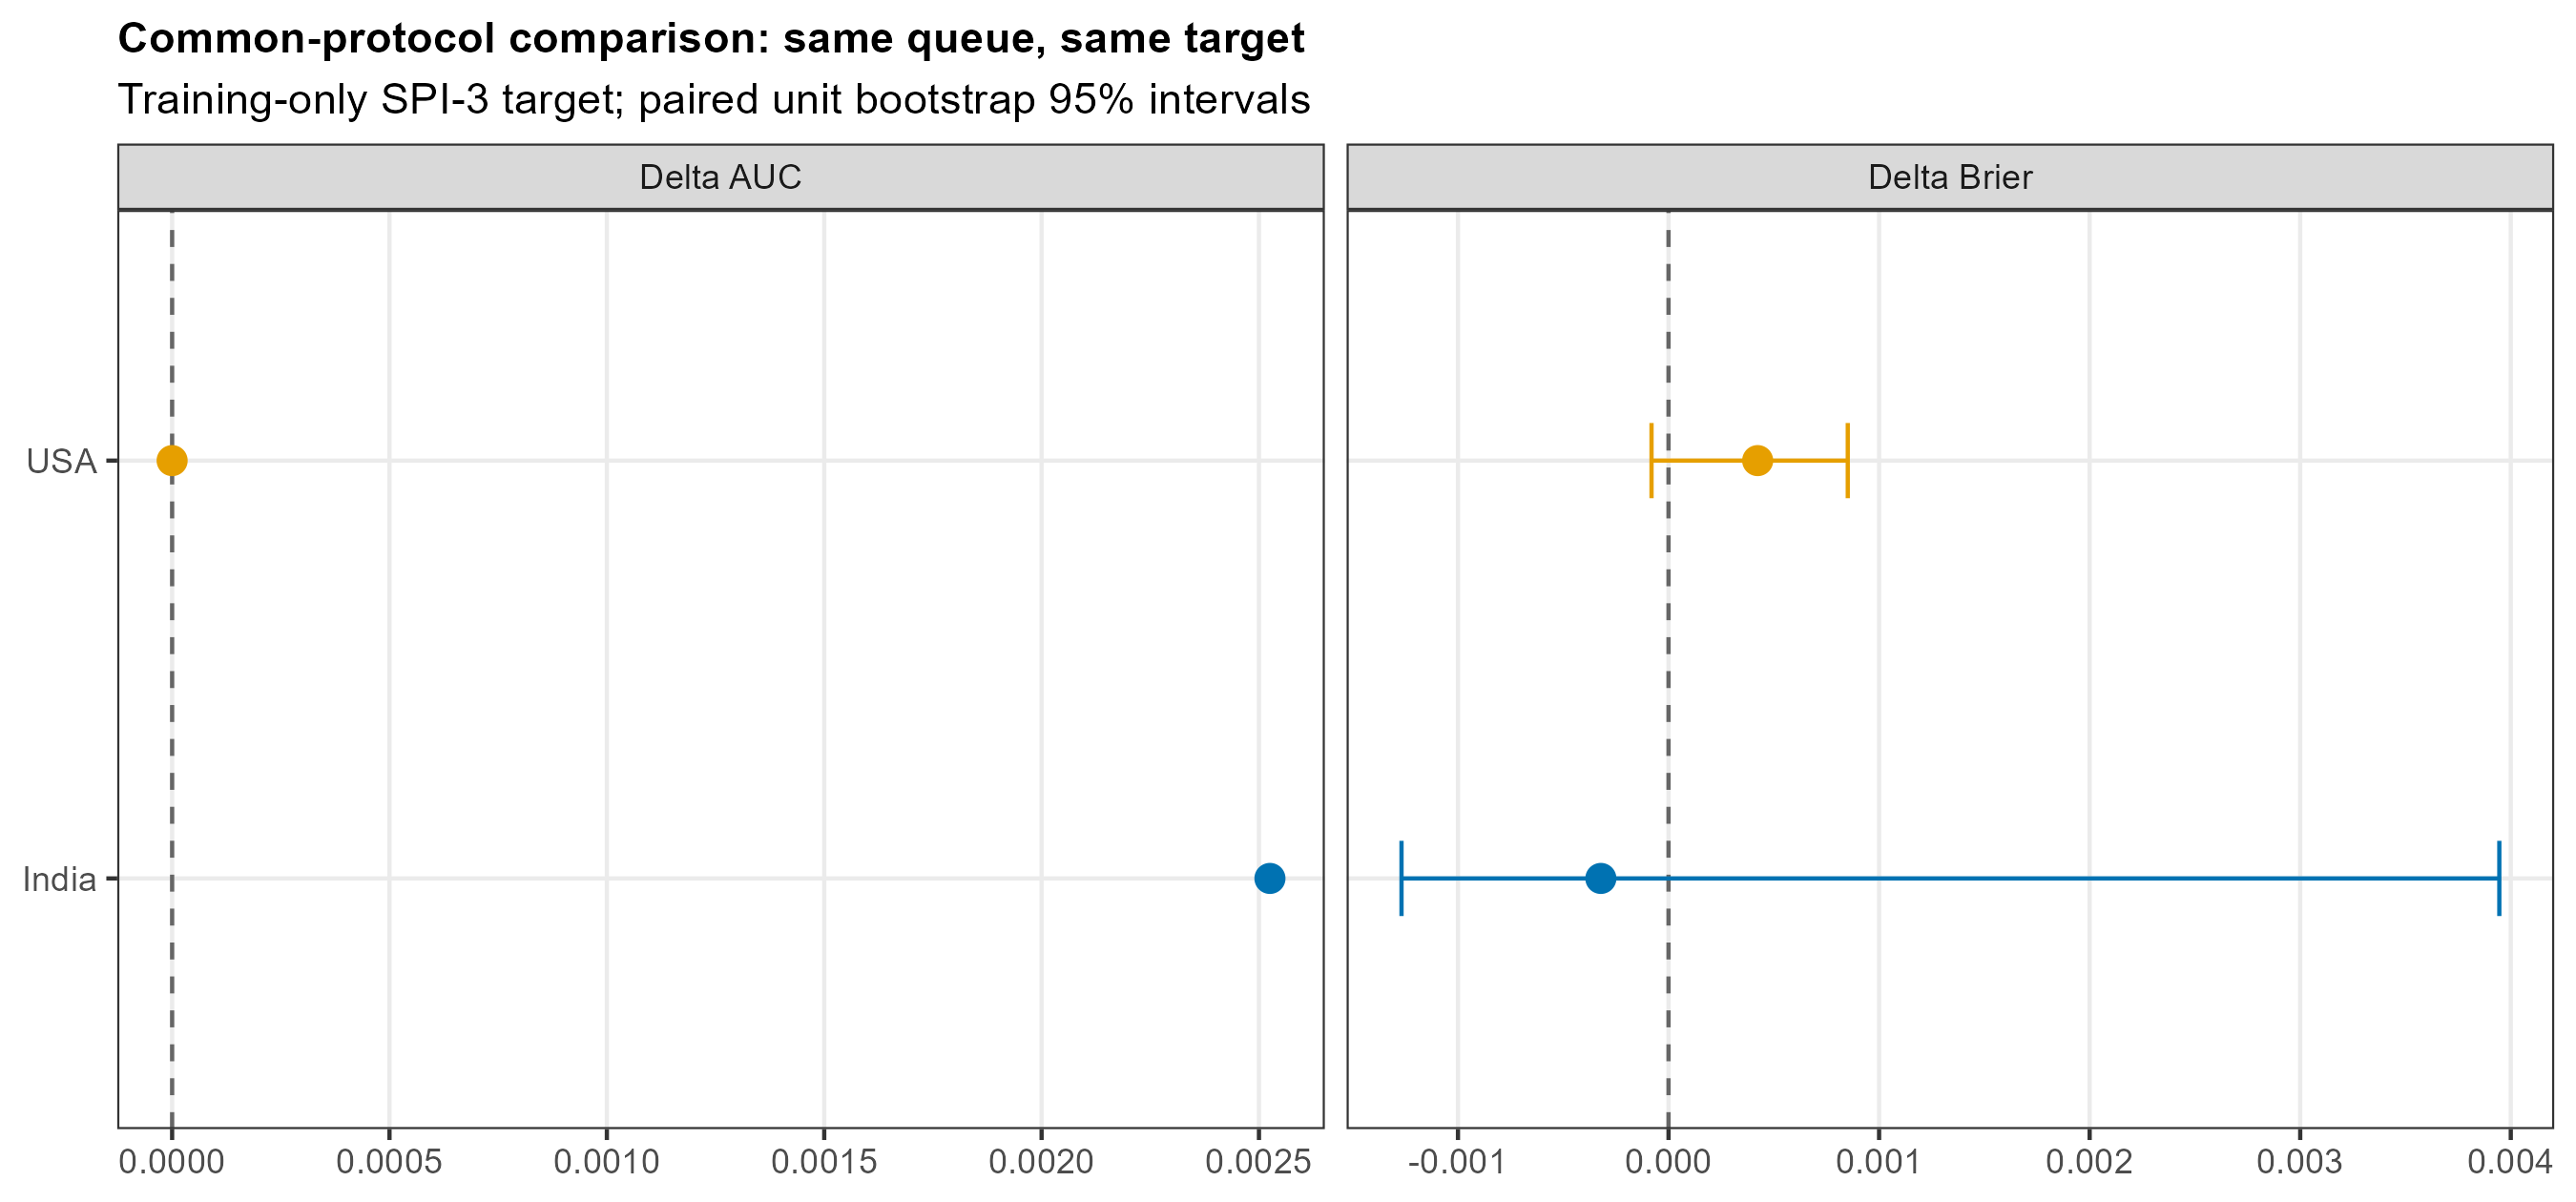 Common-protocol comparison: same queue, same target
Training-only SPI-3 target; paired unit bootstrap 95% intervals
Delta AUC
Delta Brier
USA
India
0.0000 0.0005 0.0010 0.0015 0.0020 0.0025
-0.001 0.000 0.001 0.002 0.003 0.004